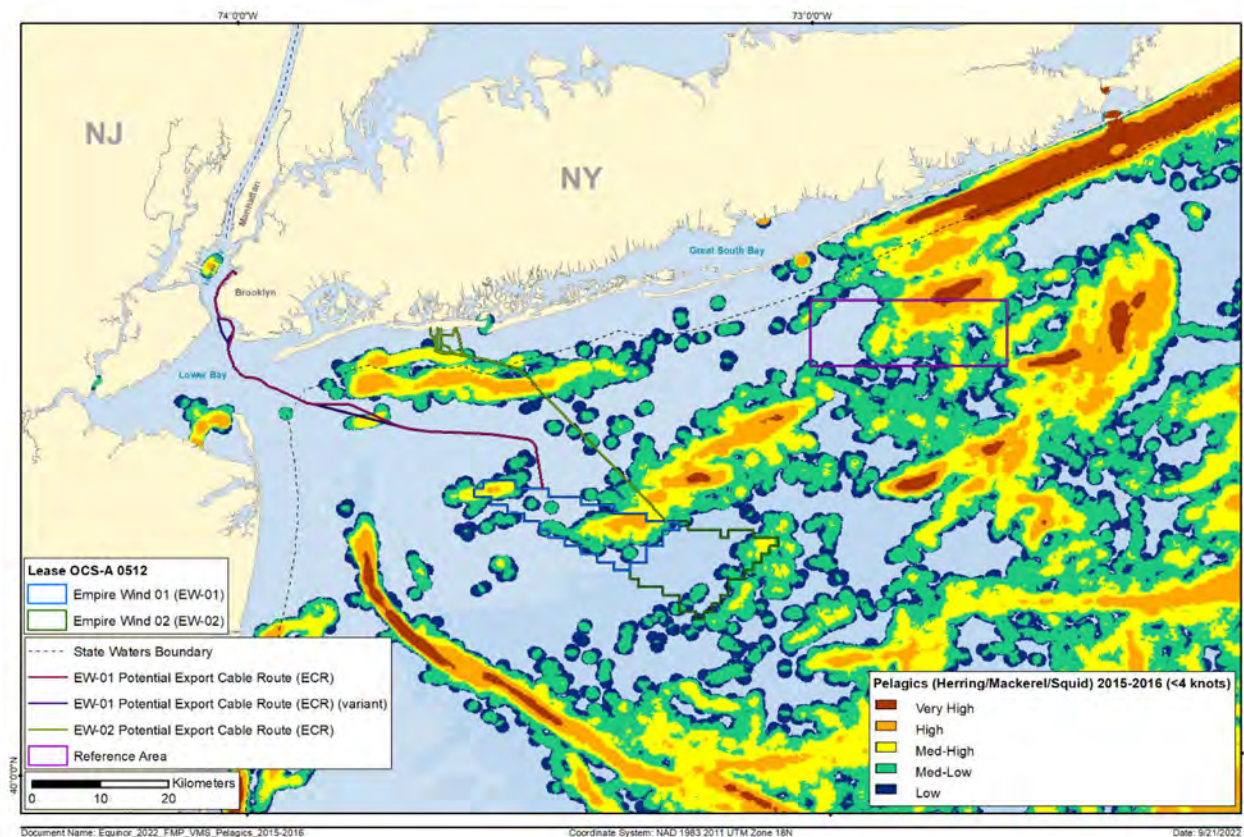 74°0'0"W
73°0'0"W
NJ
NY
Manhattan
Brooklyn
Great South Bay
Lower Bay
40°0'0"N
Lease OCS-A 0512
Empire Wind 01 (EW-01)
Empire Wind 02 (EW-02)
State Waters Boundary
EW-01 Potential Export Cable Route (ECR)
EW-01 Potential Export Cable Route (ECR) (variant)
EW-02 Potential Export Cable Route (ECR)
Reference Area
Kilometers
0 10 20
Pelagics (Herring/Mackerel/Squid) 2015-2016 (<4 knots)
Very High
High
Med-High
Med-Low
Low
Document Name: Equinor_2022_FMP_VMS_Pelagics_2015-2016
Coordinate System: NAD 1983 2011 UTM Zone 18N
Date: 9/21/2022